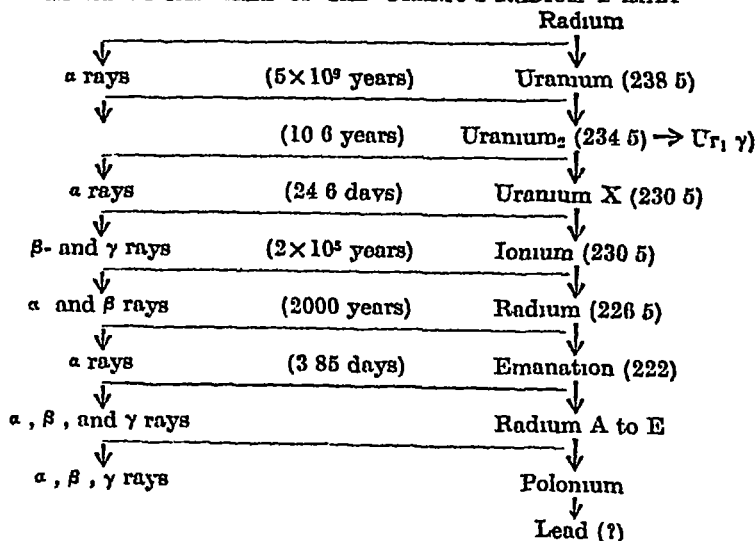 Radium
α rays (5×10⁹ years) Uranium (238 5)
(10 6 years) Uranium₂ (234 5) → Ur₁ γ)
α rays (24 6 days) Uranium X (230 5)
β- and γ rays (2×10⁵ years) Ionium (230 5)
α and β rays (2000 years) Radium (226 5)
α rays (3 85 days) Emanation (222)
α , β , and γ rays Radium A to E
α , β , γ rays Polonium
Lead (?)